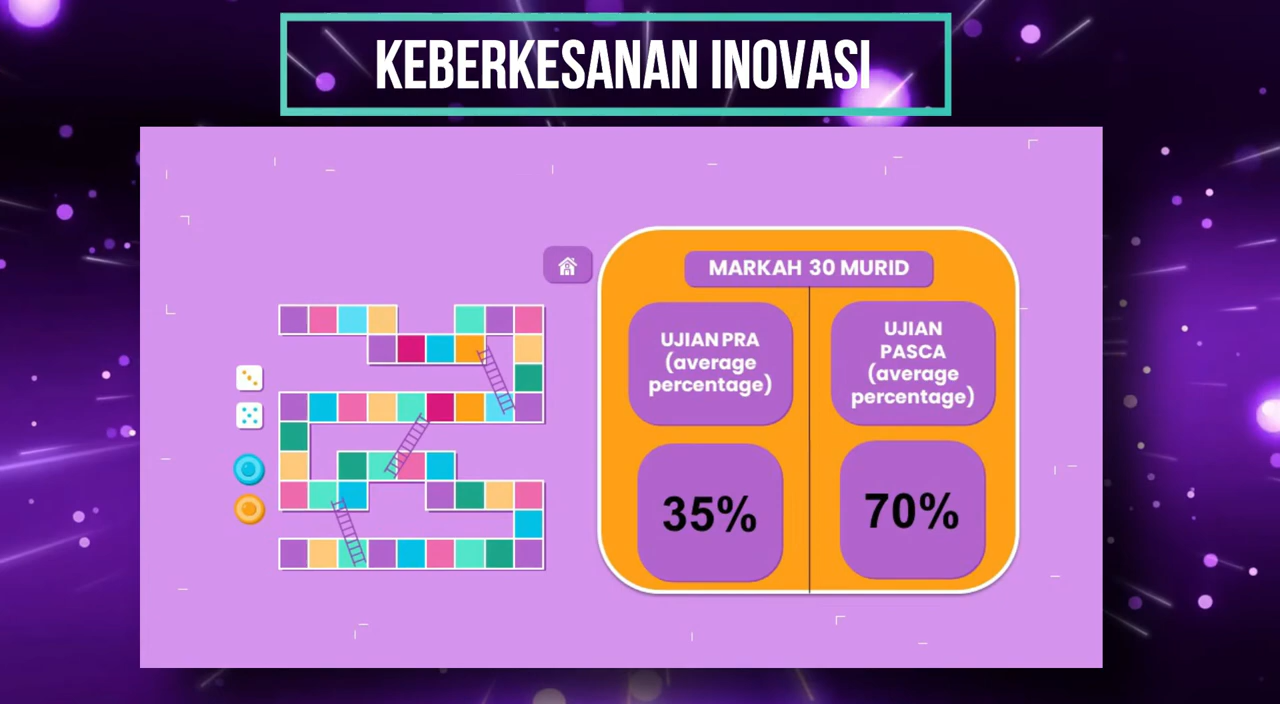 KEBERKESANAN INOVASI
MARKAH 30 MURID
UJIAN PRA
(average
percentage)
UJIAN
PASCA
(average
percentage)
35%
70%